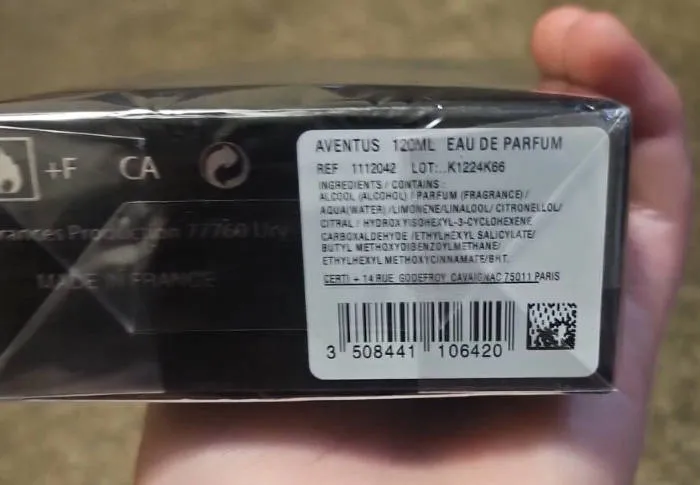 +F CA
AVENTUS 120ML EAU DE PARFUM
REF 1112042 LOT:..K1224K66
INGREDIENTS / CONTAINS :
ALCOOL (ALCOHOL) / PARFUM (FRAGRANCE) /
AQUA(WATER) /LIMONENE/LINALOOL/ CITRONELLOL/
CITRAL / HYDROXYISOHEXYL-3-CYCLOHEXENE
CARBOXALDEHYDE /ETHYLHEXYL SALICYLATE/
BUTYL METHOXYDIBENZOYLMETHANE/
ETHYLHEXYL METHOXYCINNAMATE/BHT.
CERTI + 14 RUE GODEFROY CAVAIGNAC 75011 PARIS
3 508441 106420
77760
MADE IN FRANCE